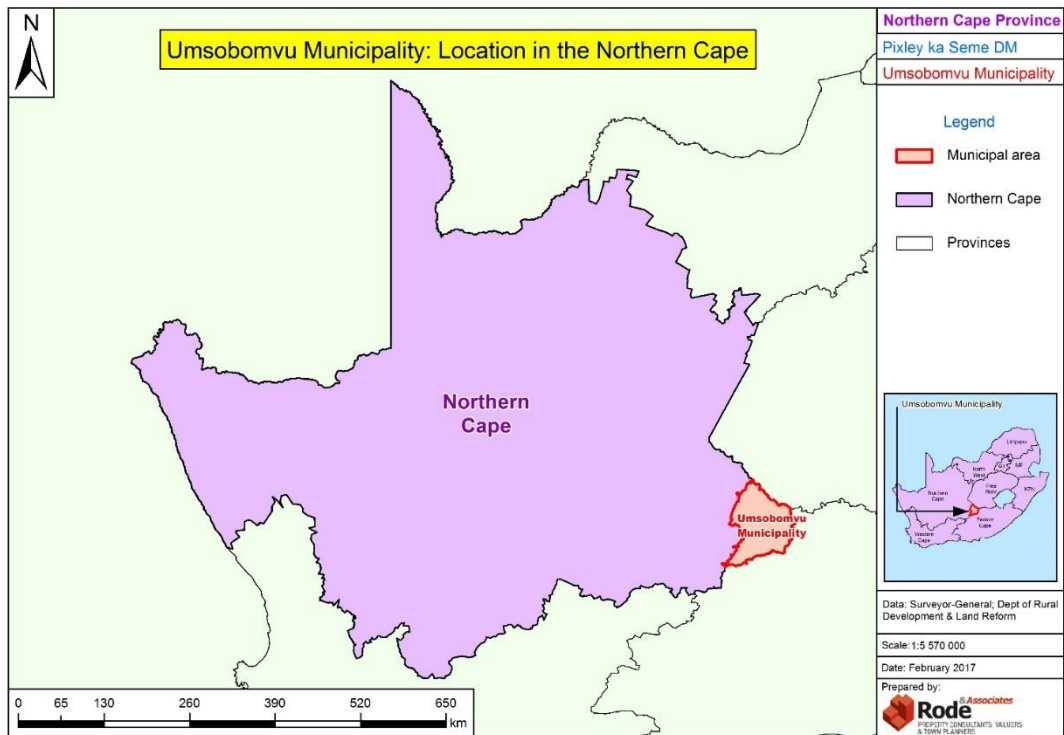 N
Umsobomvu Municipality: Location in the Northern Cape
Northern
Cape
Umsobomvu
Municipality
0 65 130 260 390 520 650
km
Northern Cape Province
Pixley ka Seme DM
Umsobomvu Municipality
Legend
Municipal area
Northern Cape
Provinces
Umsobomvu Municipality
Limpopo
North
West
MP
Free
State
KZN
Northern
Cape
Eastern
Cape
Western
Cape
Data: Surveyor-General; Dept of Rural
Development & Land Reform
Scale:1:5 570 000
Date: February 2017
Prepared by:
&Associates
Rode
PROPERTY CONSULTANTS, VALUERS
& TOWN PLANNERS